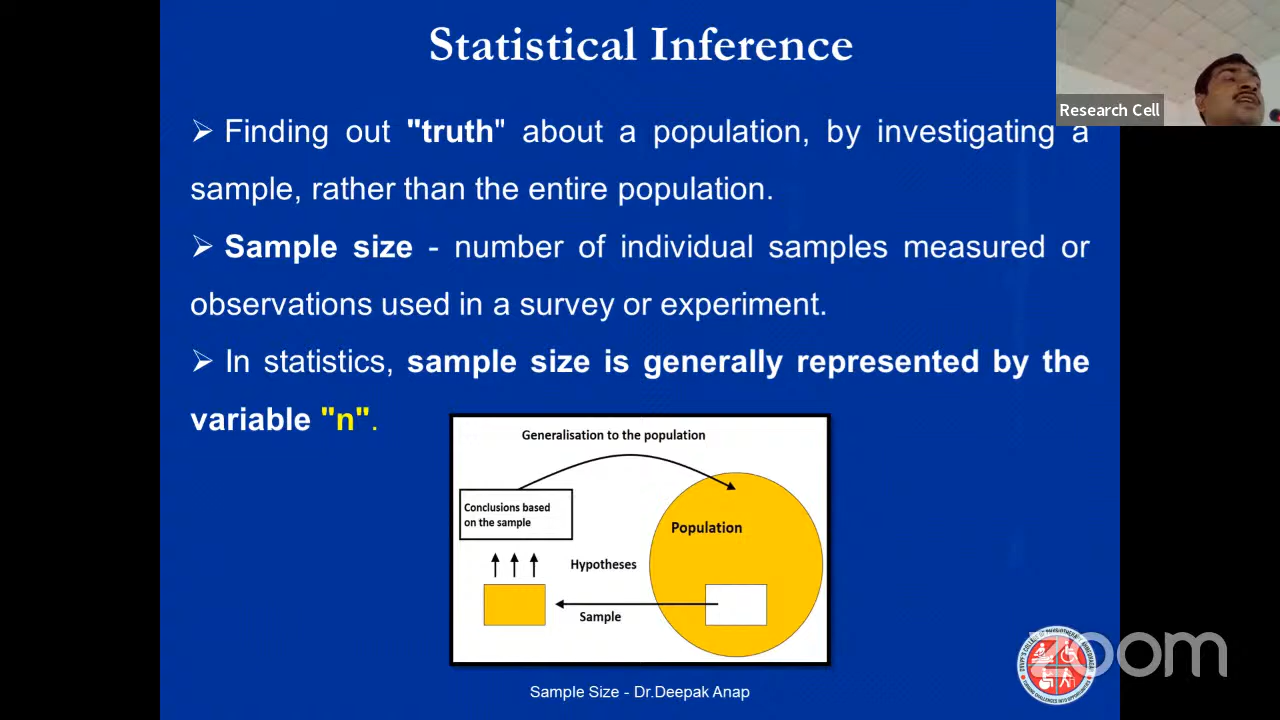 Statistical Inference
Research Cell
➢ Finding out "truth" about a population, by investigating a
sample, rather than the entire population.
➢ Sample size - number of individual samples measured or
observations used in a survey or experiment.
➢ In statistics, sample size is generally represented by the
variable "n".
Generalisation to the population
Conclusions based
on the sample
Population
Hypotheses
Sample
zoom
Sample Size - Dr.Deepak Anap